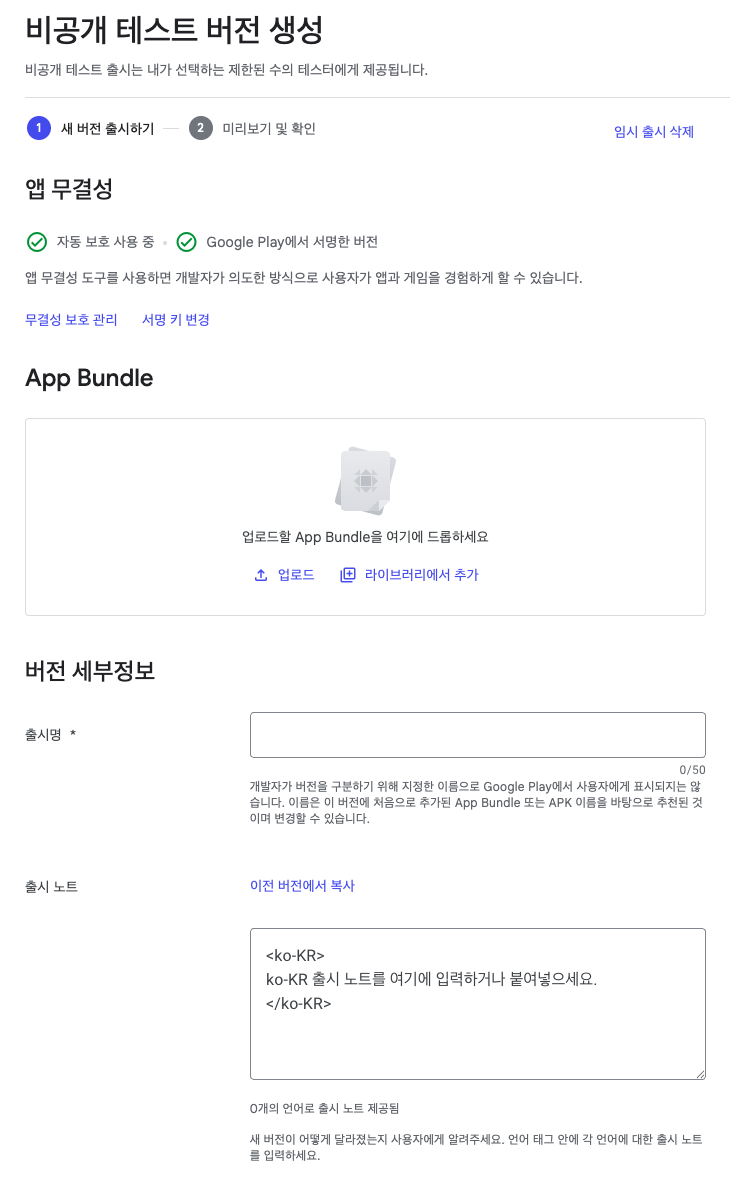 비공개 테스트 버전 생성
비공개 테스트 출시는 내가 선택하는 제한된 수의 테스터에게 제공됩니다.
1 새 버전 출시하기 2 미리보기 및 확인 임시 출시 삭제
앱 무결성
자동 보호 사용 중 • Google Play에서 서명한 버전
앱 무결성 도구를 사용하면 개발자가 의도한 방식으로 사용자가 앱과 게임을 경험하게 할 수 있습니다.
무결성 보호 관리 서명 키 변경
App Bundle
업로드할 App Bundle을 여기에 드롭하세요
업로드 라이브러리에서 추가
버전 세부정보
출시명 *
0/50
개발자가 버전을 구분하기 위해 지정한 이름으로 Google Play에서 사용자에게 표시되지는 않
습니다. 이름은 이 버전에 처음으로 추가된 App Bundle 또는 APK 이름을 바탕으로 추천된 것
이며 변경할 수 있습니다.
출시 노트 이전 버전에서 복사
<ko-KR>
ko-KR 출시 노트를 여기에 입력하거나 붙여넣으세요.
</ko-KR>
0개의 언어로 출시 노트 제공됨
새 버전이 어떻게 달라졌는지 사용자에게 알려주세요. 언어 태그 안에 각 언어에 대한 출시 노트
를 입력하세요.